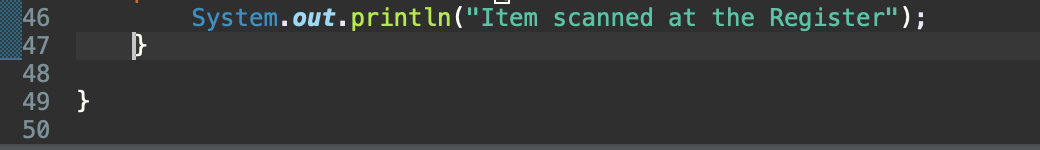 46 System.out.println("Item scanned at the Register");
47 }
48
49 }
50